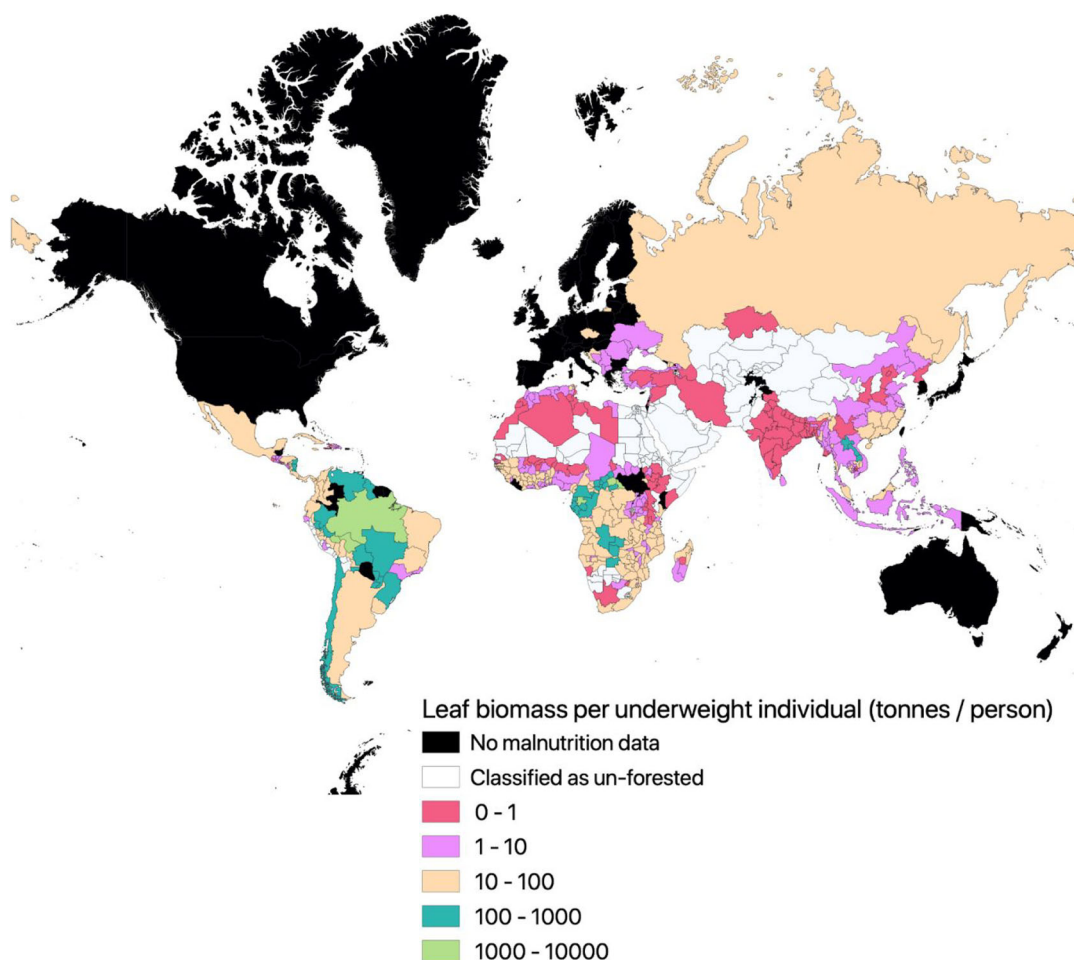 Leaf biomass per underweight individual (tonnes / person)
No malnutrition data
Classified as un-forested
0 - 1
1 - 10
10 - 100
100 - 1000
1000 - 10000